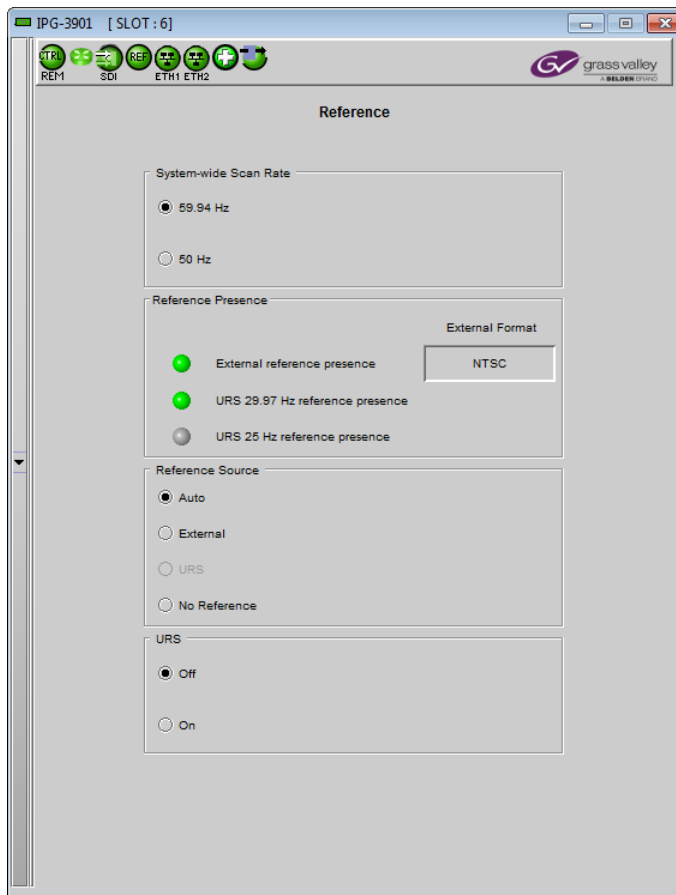 IPG-3901 [ SLOT : 6]
CTRL REF
REM SDI ETH1 ETH2
GV grass valley
A BELDEN BRAND
Reference
System-wide Scan Rate
59.94 Hz
50 Hz
Reference Presence
External Format
External reference presence NTSC
URS 29.97 Hz reference presence
URS 25 Hz reference presence
Reference Source
Auto
External
URS
No Reference
URS
Off
On